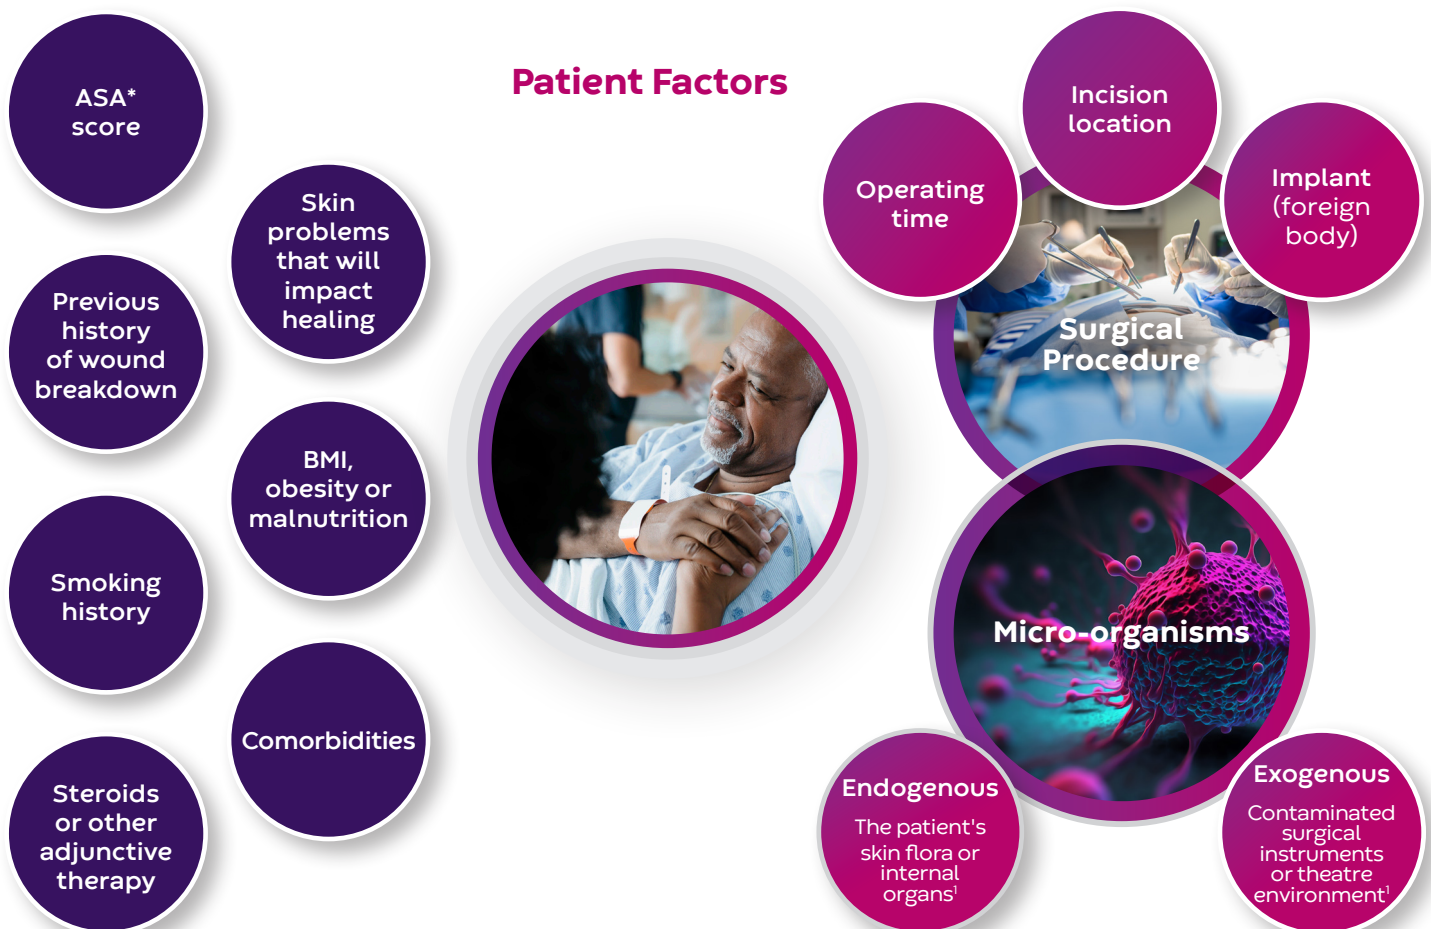 Patient Factors
ASA*
score
Skin
problems
that will
impact
healing
Previous
history
of wound
breakdown
BMI,
obesity or
malnutrition
Smoking
history
Comorbidities
Steroids
or other
adjunctive
therapy
Operating
time
Incision
location
Implant
(foreign
body)
Surgical
Procedure
Micro-organisms
Endogenous
The patient's
skin flora or
internal
organs¹
Exogenous
Contaminated
surgical
instruments
or theatre
environment¹